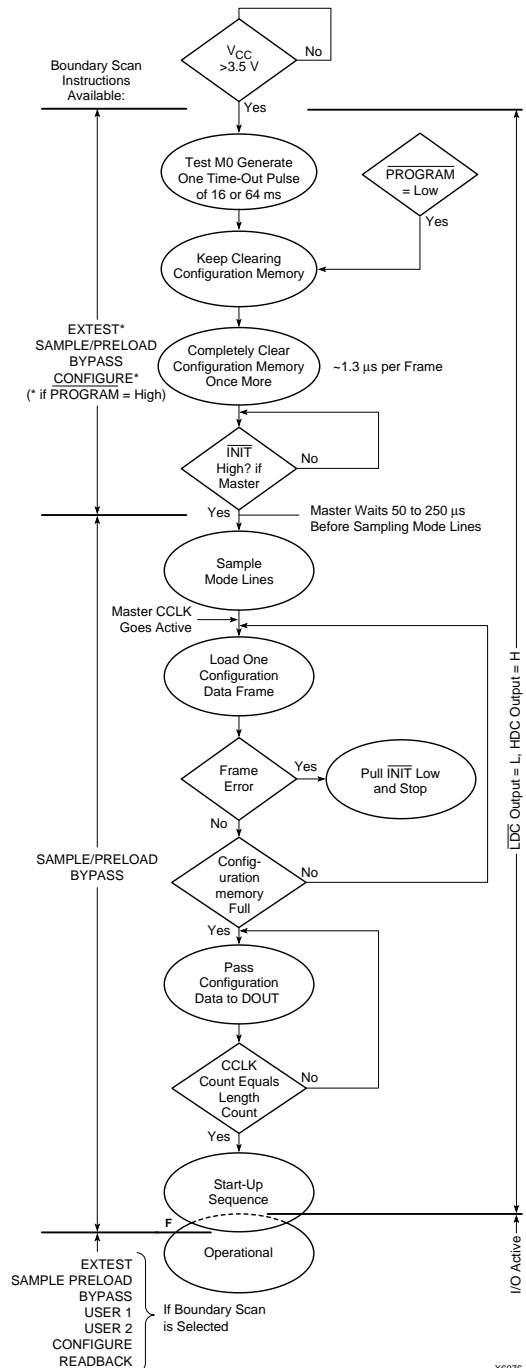 Boundary Scan
Instructions
Available:
VCC
>3.5 V
No
Yes
Test M0 Generate
One Time-Out Pulse
of 16 or 64 ms
PROGRAM
= Low
Yes
Keep Clearing
Configuration Memory
EXTEST*
SAMPLE/PRELOAD
BYPASS
CONFIGURE*
(* if PROGRAM = High)
Completely Clear
Configuration Memory
Once More
~1.3 µs per Frame
INIT
High? if
Master
No
Yes
Master Waits 50 to 250 µs
Before Sampling Mode Lines
Sample
Mode Lines
Master CCLK
Goes Active
Load One
Configuration
Data Frame
Frame
Error
Yes
Pull INIT Low
and Stop
No
SAMPLE/PRELOAD
BYPASS
Config-
uration
memory
Full
No
Yes
Pass
Configuration
Data to DOUT
CCLK
Count Equals
Length
Count
No
Yes
Start-Up
Sequence
F
Operational
LDC Output = L, HDC Output = H
I/O Active
EXTEST
SAMPLE PRELOAD
BYPASS
USER 1
USER 2
CONFIGURE
READBACK
If Boundary Scan
is Selected